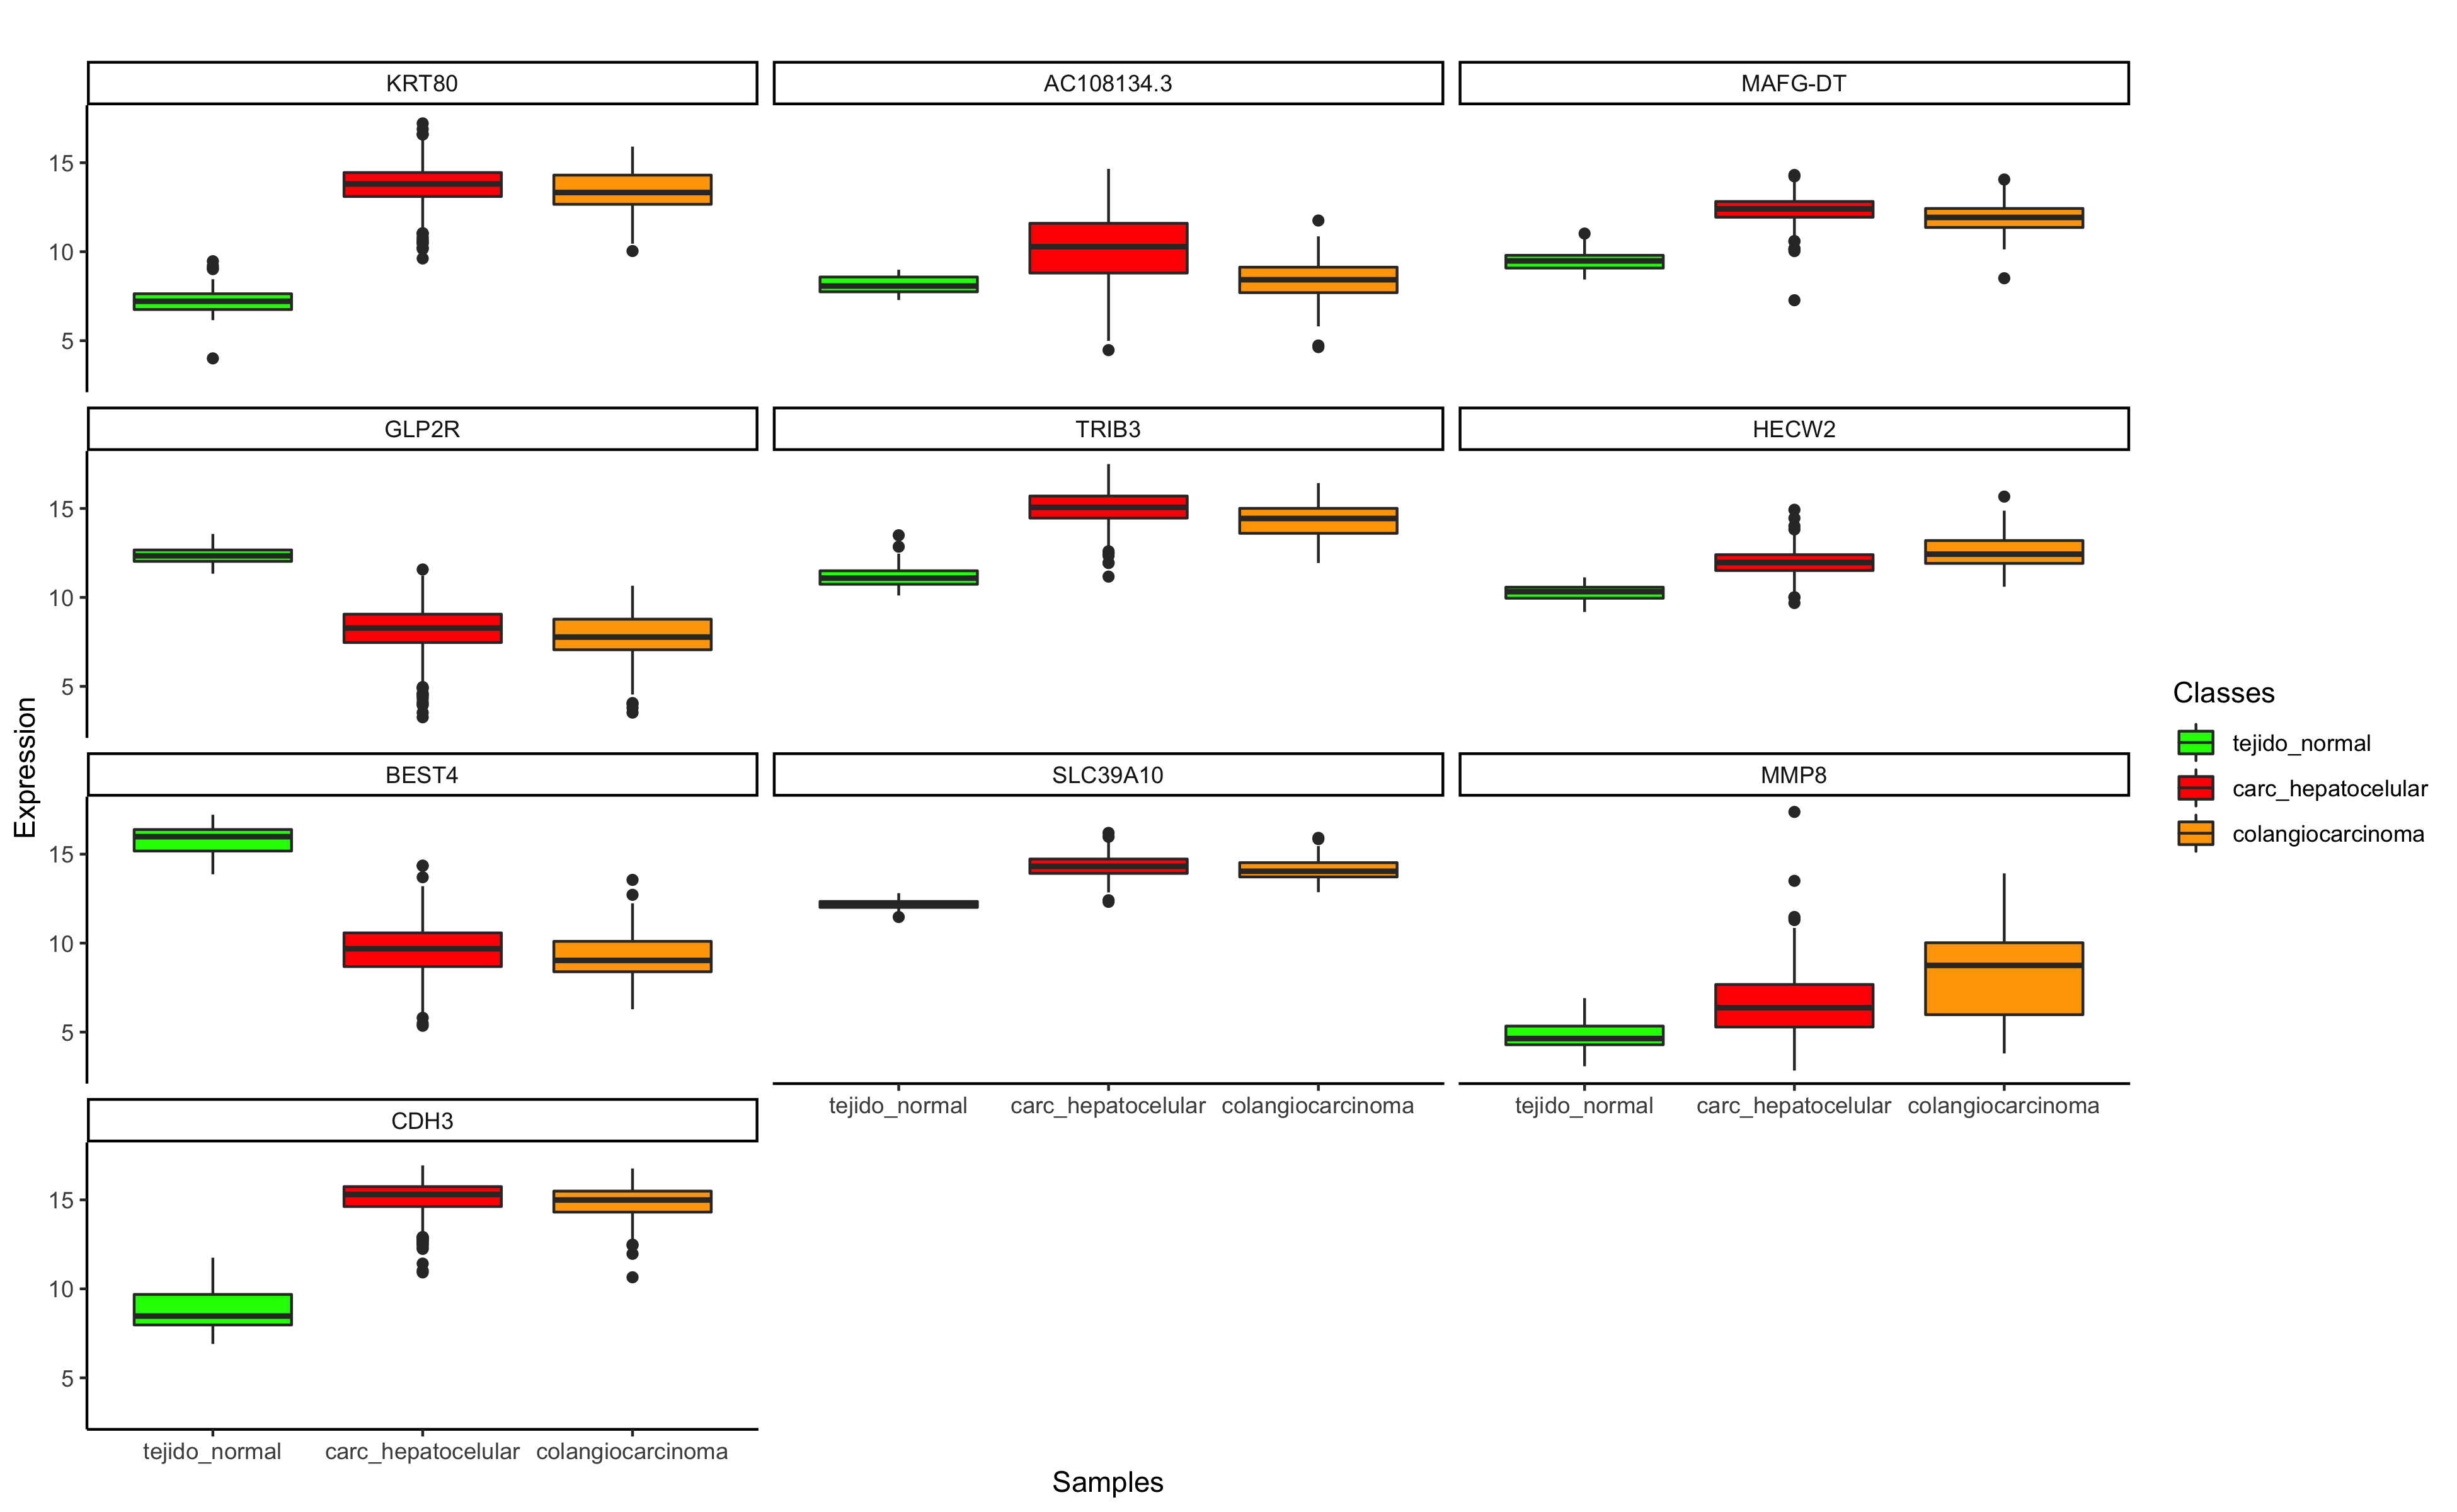 KRT80
AC108134.3
MAFG-DT
15
10
5
GLP2R
TRIB3
HECW2
15
10
5
BEST4
SLC39A10
MMP8
15
10
5
tejido_normal carc_hepatocelular colangiocarcinoma
tejido_normal carc_hepatocelular colangiocarcinoma
CDH3
15
10
5
tejido_normal carc_hepatocelular colangiocarcinoma
Expression
Samples
Classes
tejido_normal
carc_hepatocelular
colangiocarcinoma